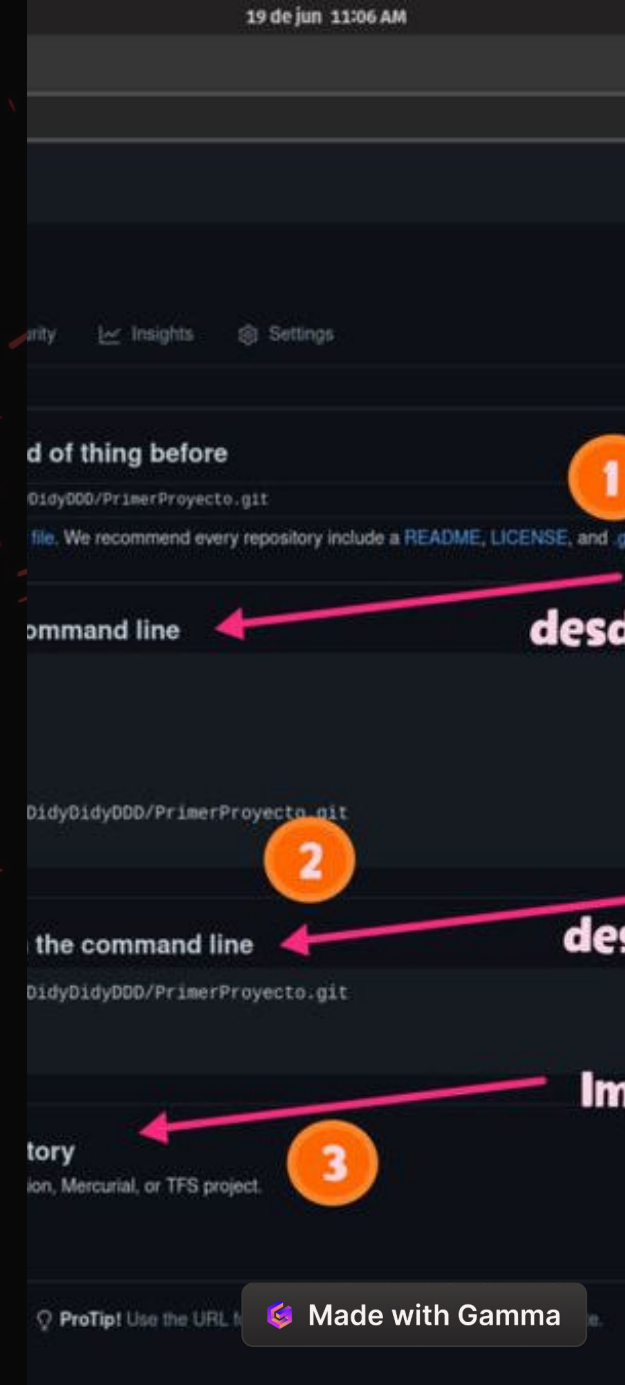 19 de jun 11:06 AM
Insights
Settings
d of thing before
1
DidyDDD/PrimerProyecto.git
file. We recommend every repository include a README, LICENSE, and
ommand line
desd
DidyDidyDDD/PrimerProyecto.git
2
the command line
des
DidyDidyDDD/PrimerProyecto.git
Im
tory
3
ion, Mercurial, or TFS project.
ProTip! Use the URL
Made with Gamma